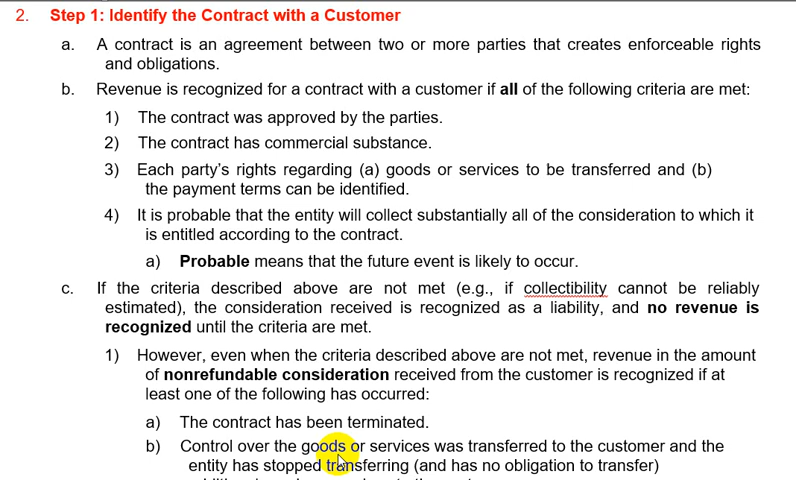 2. Step 1: Identify the Contract with a Customer
a. A contract is an agreement between two or more parties that creates enforceable rights
and obligations.
b. Revenue is recognized for a contract with a customer if all of the following criteria are met:
1) The contract was approved by the parties.
2) The contract has commercial substance.
3) Each party's rights regarding (a) goods or services to be transferred and (b)
the payment terms can be identified.
4) It is probable that the entity will collect substantially all of the consideration to which it
is entitled according to the contract.
a) Probable means that the future event is likely to occur.
c. If the criteria described above are not met (e.g., if collectibility cannot be reliably
estimated), the consideration received is recognized as a liability, and no revenue is
recognized until the criteria are met.
1) However, even when the criteria described above are not met, revenue in the amount
of nonrefundable consideration received from the customer is recognized if at
least one of the following has occurred:
a) The contract has been terminated.
b) Control over the goods or services was transferred to the customer and the
entity has stopped transferring (and has no obligation to transfer)